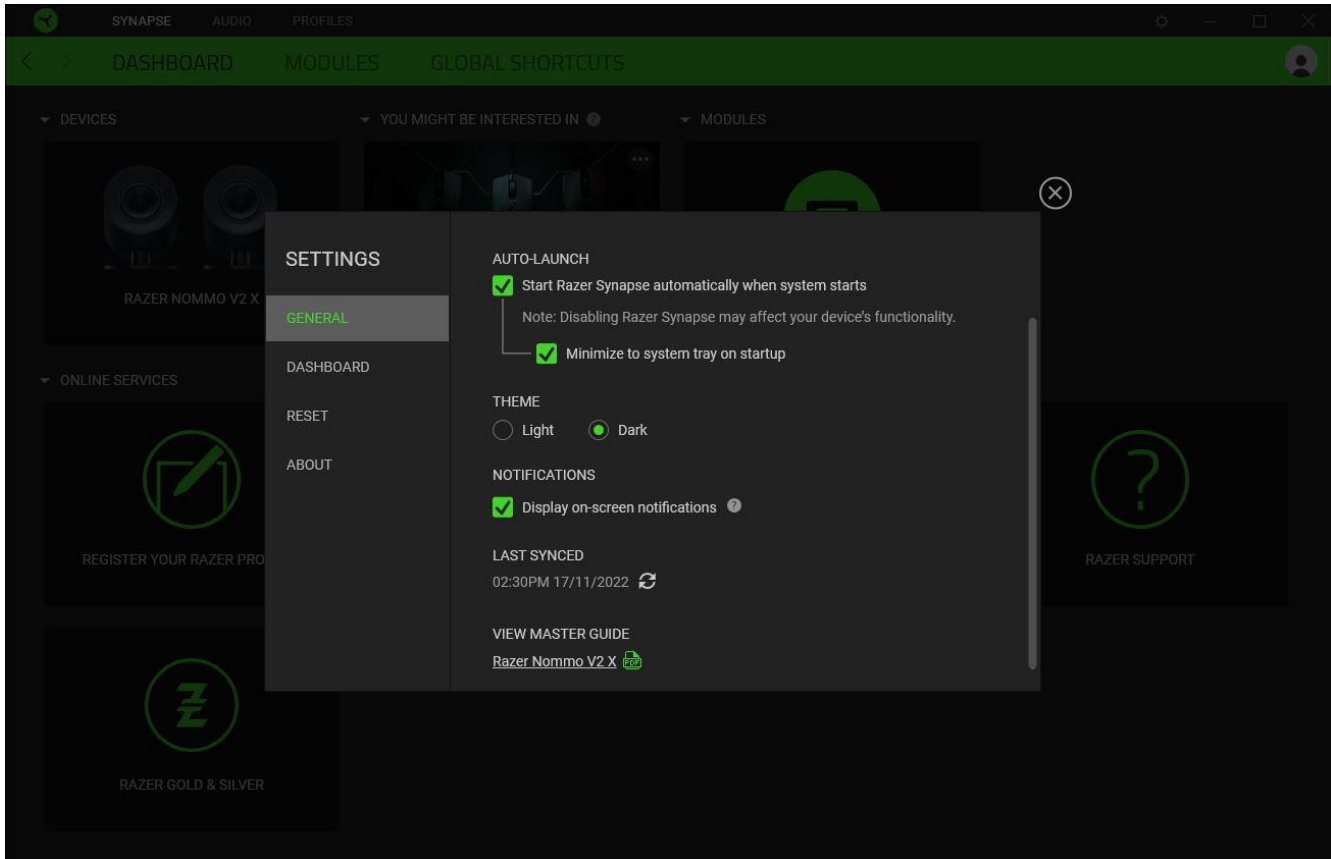 SYNAPSE AUDIO PROFILES
DASHBOARD MODULES GLOBAL SHORTCUTS
DEVICES
YOU MIGHT BE INTERESTED IN
MODULES
RAZER NOMMO V2 X
ONLINE SERVICES
REGISTER YOUR RAZER PRO
RAZER SUPPORT
RAZER GOLD & SILVER
SETTINGS
GENERAL
DASHBOARD
RESET
ABOUT
AUTO-LAUNCH
Start Razer Synapse automatically when system starts
Note: Disabling Razer Synapse may affect your device’s functionality.
Minimize to system tray on startup
THEME
Light Dark
NOTIFICATIONS
Display on-screen notifications ?
LAST SYNCED
02:30PM 17/11/2022
VIEW MASTER GUIDE
Razer Nommo V2 X PDF